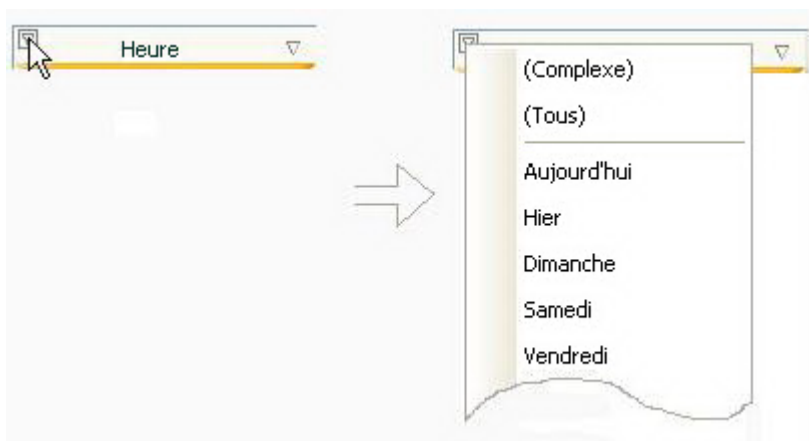 Heure
(Complexe)
(Tous)
Aujourd'hui
Hier
Dimanche
Samedi
Vendredi